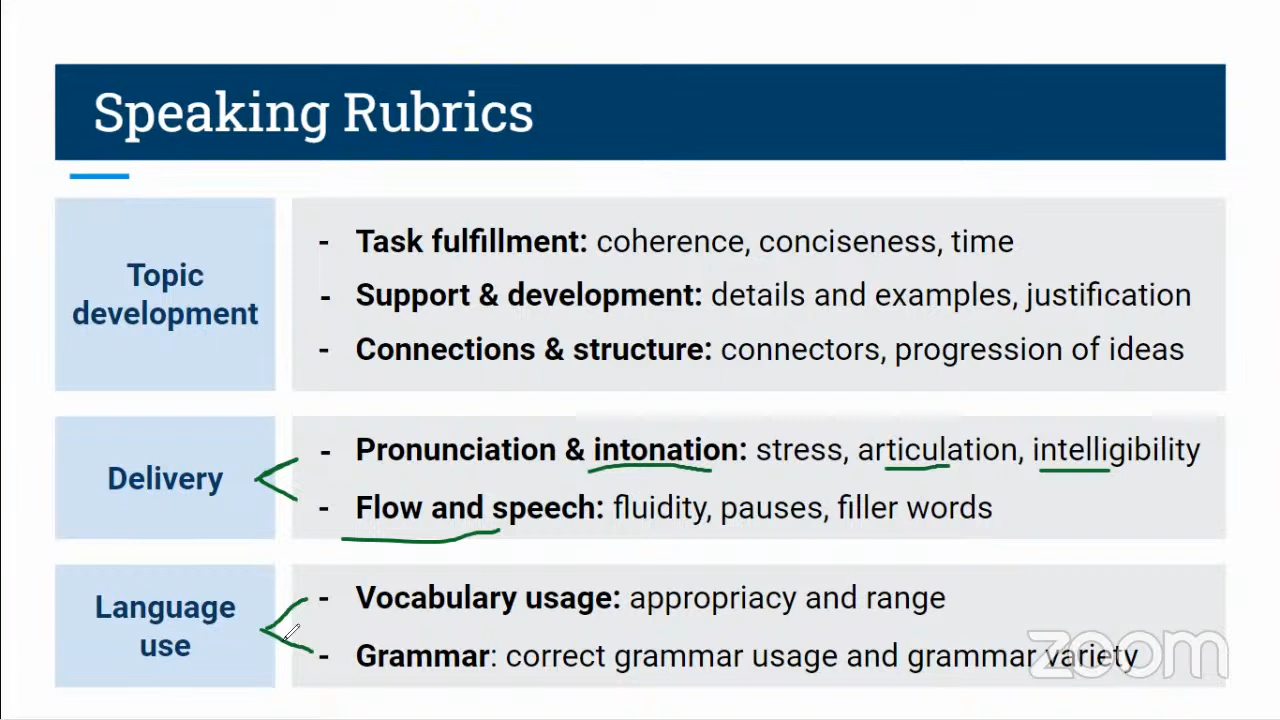 Speaking Rubrics
Topic
development
- Task fulfillment: coherence, conciseness, time
- Support & development: details and examples, justification
- Connections & structure: connectors, progression of ideas
Delivery
- Pronunciation & intonation: stress, articulation, intelligibility
- Flow and speech: fluidity, pauses, filler words
Language
use
- Vocabulary usage: appropriacy and range
- Grammar: correct grammar usage and grammar variety
zoom